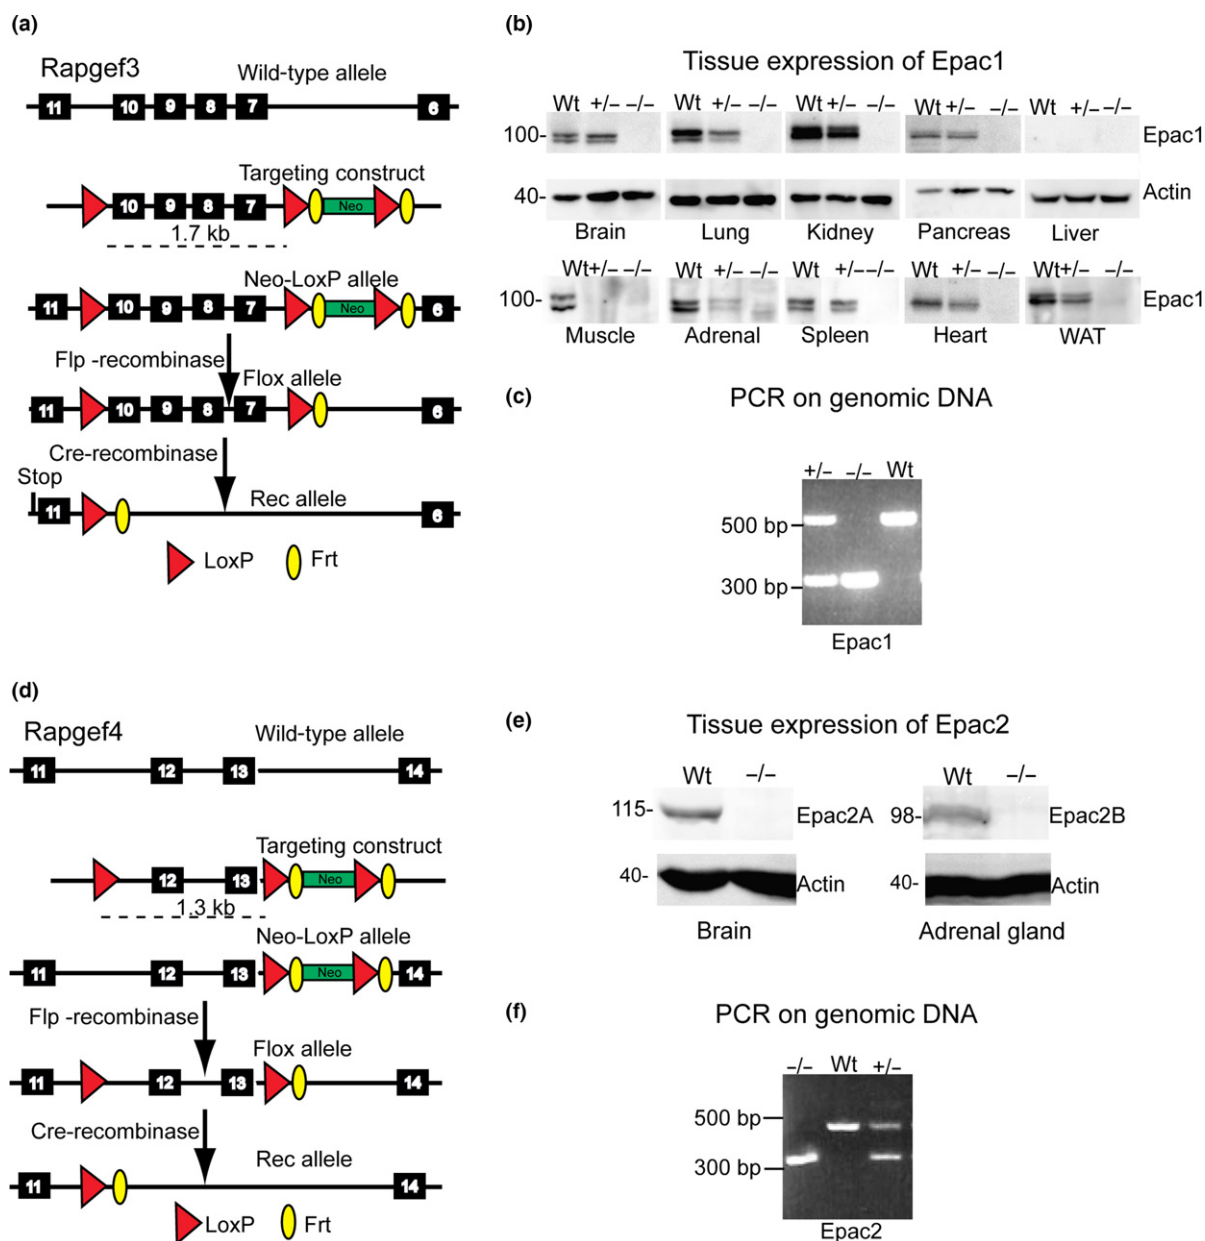 (a)
Rapgef3
Wild-type allele
11 10 9 8 7 6
Targeting construct
10 9 8 7 Neo
1.7 kb
Neo-LoxP allele
11 10 9 8 7 Neo 6
Flp -recombinase
Flox allele
11 10 9 8 7 6
Cre-recombinase
Stop
Rec allele
11 6
LoxP Frt
(b)
Tissue expression of Epac1
Wt +/– –/– Wt +/– –/– Wt +/– –/– Wt +/– –/– Wt +/– –/–
100- Epac1
40- Actin
Brain Lung Kidney Pancreas Liver
Wt +/– –/– Wt +/– –/– Wt +/– –/– Wt +/– –/– Wt +/– –/–
100- Epac1
Muscle Adrenal Spleen Heart WAT
(c)
PCR on genomic DNA
+/– –/– Wt
500 bp
300 bp
Epac1
(d)
Rapgef4
Wild-type allele
11 12 13 14
Targeting construct
12 13 Neo
1.3 kb
Neo-LoxP allele
11 12 13 Neo 14
Flp -recombinase
Flox allele
11 12 13 14
Cre-recombinase
Rec allele
11 14
LoxP Frt
(e)
Tissue expression of Epac2
Wt –/– Wt –/–
115- Epac2A 98- Epac2B
40- Actin 40- Actin
Brain Adrenal gland
(f)
PCR on genomic DNA
–/– Wt +/–
500 bp
300 bp
Epac2